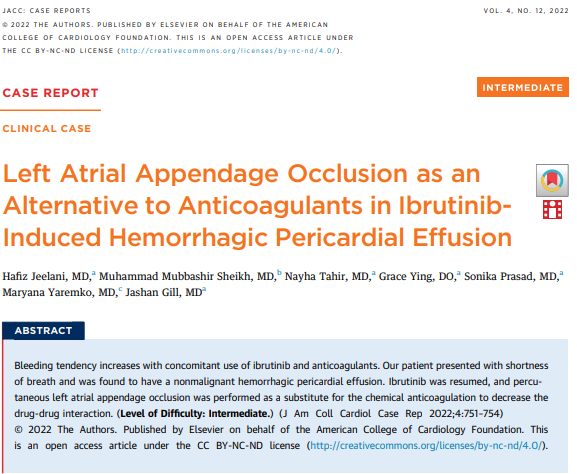 JACC: CASE REPORTS
VOL. 4, NO. 12, 2022
© 2022 THE AUTHORS. PUBLISHED BY ELSEVIER ON BEHALF OF THE AMERICAN
COLLEGE OF CARDIOLOGY FOUNDATION. THIS IS AN OPEN ACCESS ARTICLE UNDER
THE CC BY-NC-ND LICENSE (http://creativecommons.org/licenses/by-nc-nd/4.0/).
CASE REPORT
INTERMEDIATE
CLINICAL CASE
Left Atrial Appendage Occlusion as an
Alternative to Anticoagulants in Ibrutinib-
Induced Hemorrhagic Pericardial Effusion
Hafiz Jeelani, MD,a Muhammad Mubbashir Sheikh, MD,b Nayha Tahir, MD,a Grace Ying, DO,a Sonika Prasad, MD,a
Maryana Yaremko, MD,c Jashan Gill, MDa
ABSTRACT
Bleeding tendency increases with concomitant use of ibrutinib and anticoagulants. Our patient presented with shortness
of breath and was found to have a nonmalignant hemorrhagic pericardial effusion. Ibrutinib was resumed, and percu-
taneous left atrial appendage occlusion was performed as a substitute for the chemical anticoagulation to decrease the
drug-drug interaction. (Level of Difficulty: Intermediate.) (J Am Coll Cardiol Case Rep 2022;4:751–754)
© 2022 The Authors. Published by Elsevier on behalf of the American College of Cardiology Foundation. This
is an open access article under the CC BY-NC-ND license (http://creativecommons.org/licenses/by-nc-nd/4.0/).